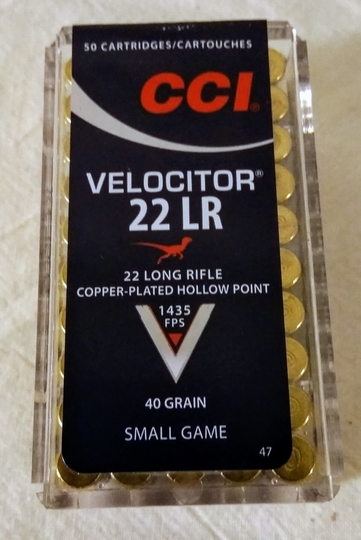 50 CARTRIDGES/CARTOUCHES
CCI®
VELOCITOR®
22 LR
22 LONG RIFLE
COPPER-PLATED HOLLOW POINT
1435
FPS
40 GRAIN
SMALL GAME
47